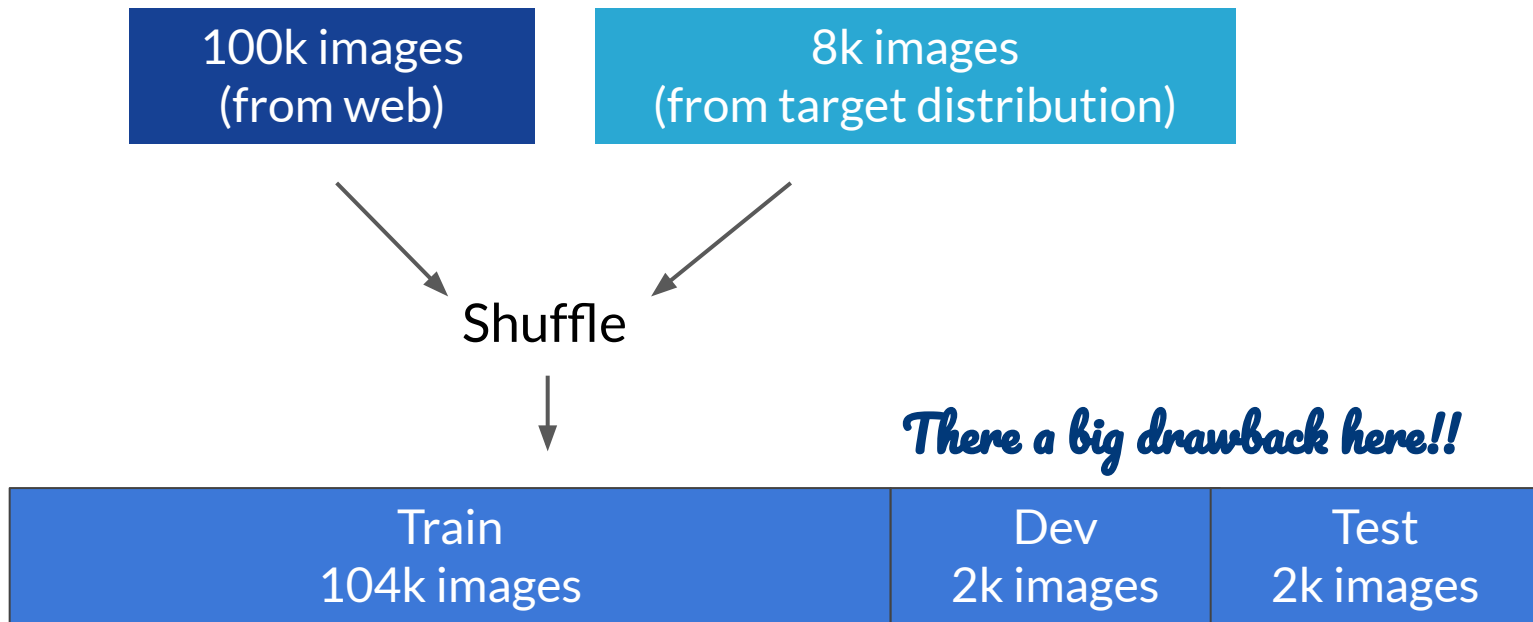 100k images
(from web)
8k images
(from target distribution)
Shuffle
There a big drawback here!!
Train
104k images
Dev
2k images
Test
2k images